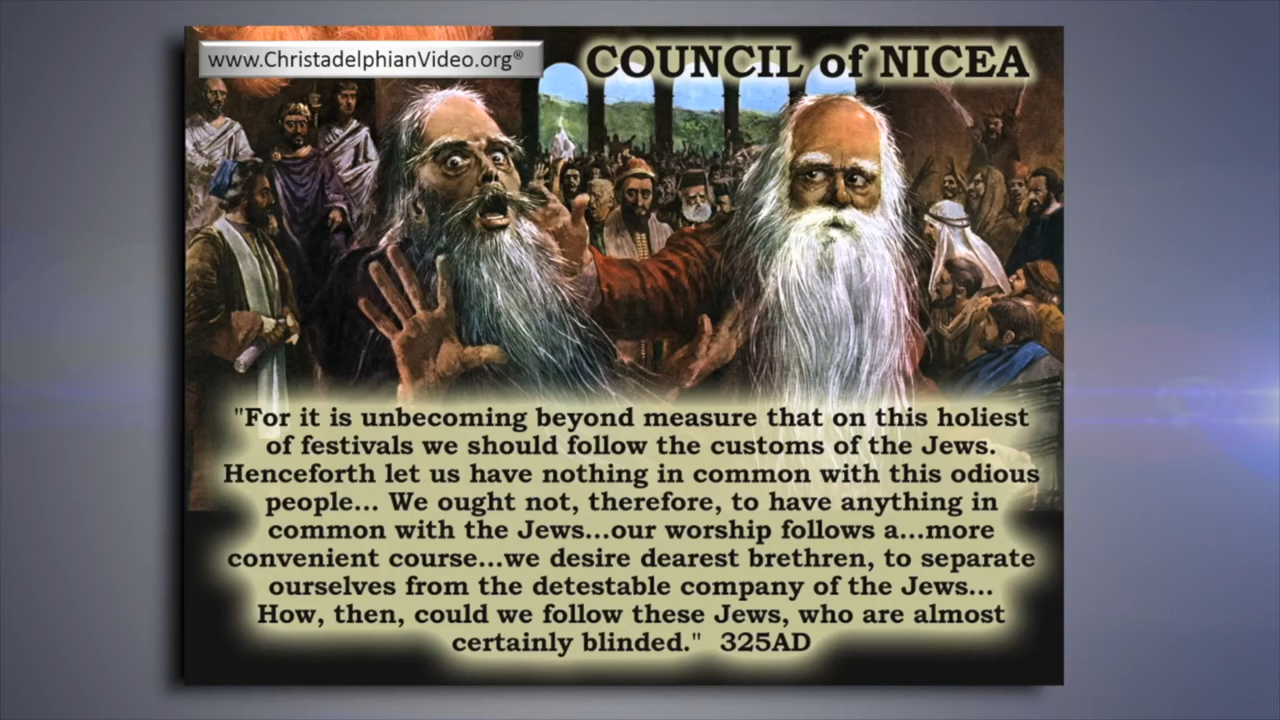 www.ChristadelphianVideo.org®
COUNCIL of NICEA
"For it is unbecoming beyond measure that on this holiest
of festivals we should follow the customs of the Jews.
Henceforth let us have nothing in common with this odious
people... We ought not, therefore, to have anything in
common with the Jews...our worship follows a...more
convenient course...we desire dearest brethren, to separate
ourselves from the detestable company of the Jews...
How, then, could we follow these Jews, who are almost
certainly blinded." 325AD